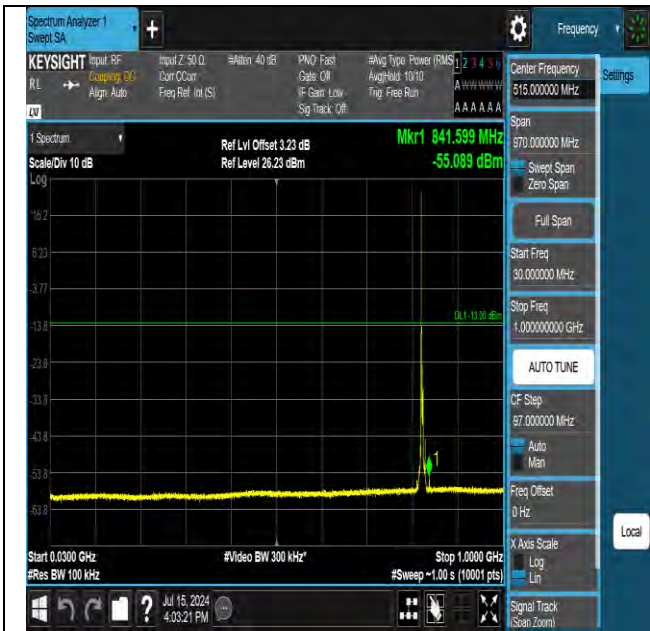 Spectrum Analyzer 1
Swept SA
+
Frequency
KEYSIGHT
RL
Input: RF
Coupling: DC
Align: Auto
Input Z: 50 Ω
Corr CCorr
Freq Ref: Int (S)
#Atten: 40 dB
PNO: Fast
Gate: Off
IF Gain: Low
Sig Track: Off
#Avg Type: Power (RMS
Avg|Hold: 10/10
Trig: Free Run
1 2 3 4 5 6
A W W W W W
A A A A A A
Center Frequency
515.000000 MHz
Settings
1 Spectrum
Scale/Div 10 dB
Log
Ref Lvl Offset 3.23 dB
Ref Level 26.23 dBm
Mkr1 841.599 MHz
-55.089 dBm
Span
970.000000 MHz
Swept Span
Zero Span
Full Span
Start Freq
30.000000 MHz
Stop Freq
1.000000000 GHz
AUTO TUNE
CF Step
97.000000 MHz
Auto
Man
Freq Offset
0 Hz
X Axis Scale
Log
Lin
Signal Track
(Span Zoom)
Local
16.2
6.23
-3.77
DL1 -13.00 dBm
-13.8
-23.8
-33.8
-43.8
-53.8
-63.8
1
Start 0.0300 GHz
#Video BW 300 kHz*
Stop 1.0000 GHz
#Res BW 100 kHz
#Sweep ~1.00 s (10001 pts)
?
Jul 15, 2024
4:03:21 PM